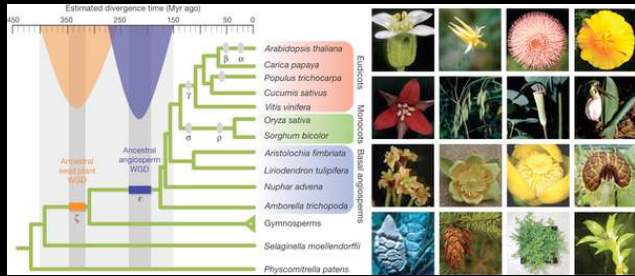 Estimated divergence time (Myr ago)
450 350 250 150 0
Arabidopsis thaliana
β α
Carica papaya
Populus trichocarpa
γ
Cucumis sativus
Vitis vinifera
Eudicots
Oryza sativa
σ ρ
Sorghum bicolor
Monocots
Ancestral
seed plant
WGD
Ancestral
angiosperm
WGD
Aristolochia fimbriata
Liriodendron tulipifera
Nuphar advena
ε
Amborella trichopoda
Basal angiosperms
ζ
Gymnosperms
Selaginella moellendorffii
Physcomitrella patens